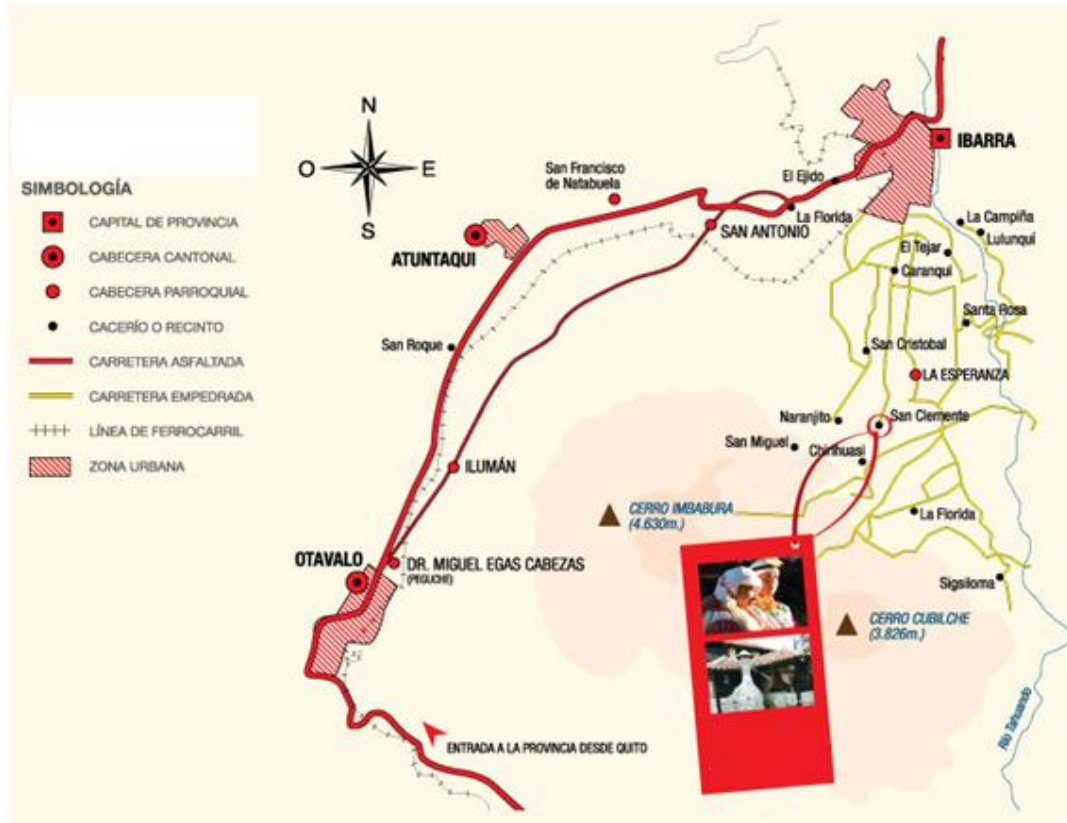 SIMBOLOGÍA
CAPITAL DE PROVINCIA
CABECERA CANTONAL
CABECERA PARROQUIAL
CACERÍO O RECINTO
CARRETERA ASFALTADA
CARRETERA EMPEDRADA
LÍNEA DE FERROCARRIL
ZONA URBANA
N
O
E
S
IBARRA
San Francisco
de Natabuela
El Ejido
La Florida
SAN ANTONIO
ATUNTAQUI
La Campiña
Lulunquí
El Tejar
Caranqui
Santa Rosa
San Roque
San Cristobal
LA ESPERANZA
Naranjito
San Clemente
San Miguel
Chirihuasi
ILUMÁN
CERRO IMBABURA
(4.630m.)
La Florida
OTAVALO
DR. MIGUEL EGAS CABEZAS
(PEGUCHE)
Sigsiloma
CERRO CUBILCHE
(3.826m.)
Río Tahuando
ENTRADA A LA PROVINCIA DESDE QUITO